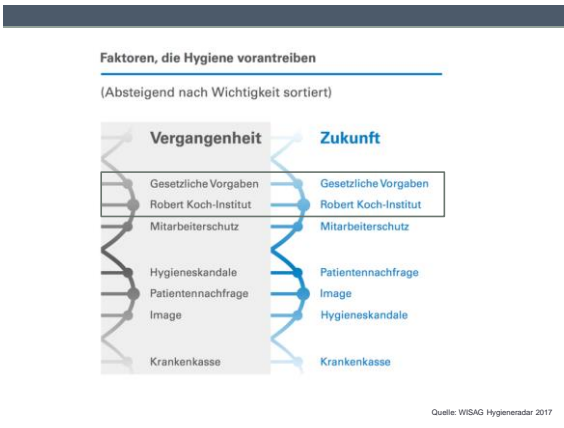 Faktoren, die Hygiene vorantreiben
(Absteigend nach Wichtigkeit sortiert)
Vergangenheit
Gesetzliche Vorgaben
Robert Koch-Institut
Mitarbeiterschutz
Hygieneskandale
Patientennachfrage
Image
Krankenkasse
Zukunft
Gesetzliche Vorgaben
Robert Koch-Institut
Mitarbeiterschutz
Patientennachfrage
Image
Hygieneskandale
Krankenkasse
Quelle: WISAG Hygieneradar 2017